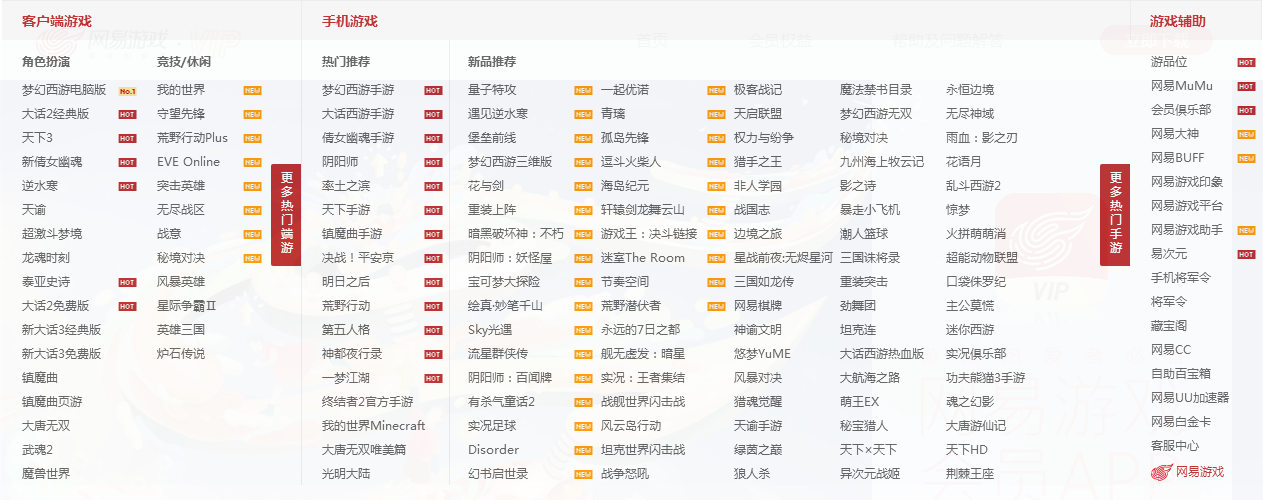 客户端游戏 手机游戏 游戏辅助
角色扮演 竞技/休闲 热门推荐 新品推荐 游品位 HOT
梦幻西游电脑版 No.1 我的世界 NEW 梦幻西游手游 HOT 量子特攻 NEW 一起优诺 NEW 极客战记 魔法禁书目录 永恒边境 网易MuMu HOT
大话2经典版 HOT 守望先锋 NEW 大话西游手游 HOT 遇见逆水寒 NEW 青璃 NEW 天启联盟 梦幻西游无双 无尽神域 会员俱乐部 HOT
天下3 HOT 荒野行动Plus NEW 倩女幽魂手游 HOT 堡垒前线 NEW 孤岛先锋 NEW 权力与纷争 秘境对决 雨血：影之刃 网易大神 NEW
新倩女幽魂 HOT EVE Online NEW 阴阳师 HOT 梦幻西游三维版 NEW 逗斗火柴人 NEW 猎手之王 九州海上牧云记 花语月 网易BUFF NEW
逆水寒 HOT 突击英雄 NEW 率土之滨 HOT 花与剑 NEW 海岛纪元 NEW 非人学园 影之诗 乱斗西游2 网易游戏印象
天谕 无尽战区 NEW 天下手游 HOT 重装上阵 NEW 轩辕剑龙舞云山 NEW 战国志 暴走小飞机 惊梦 网易游戏平台
超激斗梦境 战意 NEW 镇魔曲手游 HOT 暗黑破坏神：不朽 NEW 游戏王：决斗链接 NEW 边境之旅 潮人篮球 火拼萌萌消 网易游戏助手 NEW
龙魂时刻 秘境对决 NEW 决战！平安京 HOT 阴阳师：妖怪屋 NEW 迷室The Room NEW 星战前夜:无烬星河 三国诛将录 超能动物联盟 易次元 HOT
泰亚史诗 HOT 风暴英雄 明日之后 HOT 宝可梦大探险 NEW 节奏空间 NEW 三国如龙传 重装突击 口袋侏罗纪 手机将军令
大话2免费版 HOT 星际争霸Ⅱ 荒野行动 HOT 绘真·妙笔千山 NEW 荒野潜伏者 NEW 网易棋牌 劲舞团 主公莫慌 将军令
新大话3经典版 英雄三国 第五人格 HOT Sky光遇 NEW 永远的7日之都 神谕文明 坦克连 迷你西游 藏宝阁
新大话3免费版 炉石传说 神都夜行录 HOT 流星群侠传 NEW 舰无虚发：暗星 悠梦YuME 大话西游热血版 实况俱乐部 网易CC
镇魔曲 一梦江湖 HOT 阴阳师：百闻牌 NEW 实况：王者集结 风暴对决 大航海之路 功夫熊猫3手游 自助百宝箱
镇魔曲页游 终结者2官方手游 有杀气童话2 NEW 战舰世界闪击战 猎魂觉醒 萌王EX 魂之幻影 网易UU加速器
大唐无双 我的世界Minecraft 实况足球 NEW 风云岛行动 天谕手游 秘宝猎人 大唐游仙记 网易白金卡
武魂2 大唐无双唯美篇 Disorder NEW 坦克世界闪击战 绿茵之巅 天下×天下 天下HD 客服中心
魔兽世界 光明大陆 幻书启世录 NEW 战争怒吼 狼人杀 异次元战姬 荆棘王座 网易游戏
更多热门端游
更多热门手游
网易游戏 VIP
首页 会员权益 帮助及问题解答 立即下载
VIP